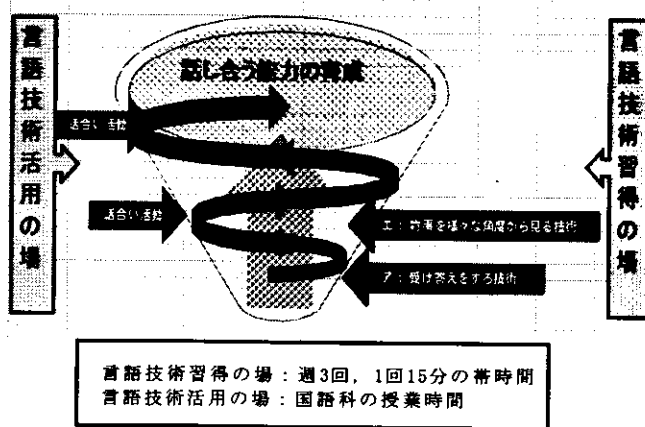 言語技術活用の場
言語技術習得の場
話し合う能力の育成
話合い活動
話合い活動
エ：物事を様々な角度から見る技術
ア：受け答えをする技術
言語技術習得の場：週3回，1回15分の帯時間
言語技術活用の場：国語科の授業時間